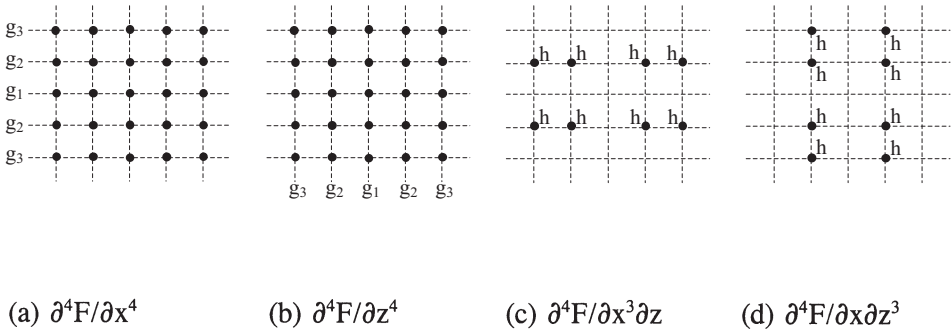 g₃
g₂
g₁
g₂
g₃
g₃ g₂ g₁ g₂ g₃
h h h h
h h h h
h h
h h
h h
h h
(a) ∂⁴F/∂x⁴ (b) ∂⁴F/∂z⁴ (c) ∂⁴F/∂x³∂z (d) ∂⁴F/∂x∂z³